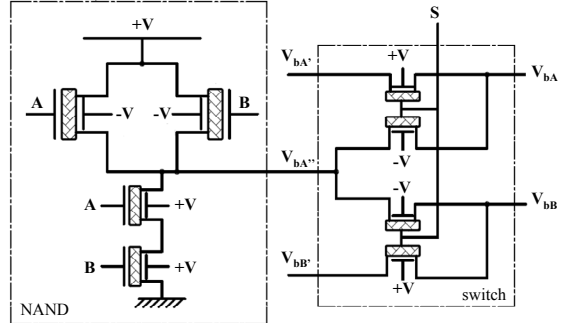 S
+V
V_bA' +V V_bA
A -V -V B
V_bA'' -V
-V
A +V V_bB
B +V
V_bB' +V
NAND switch